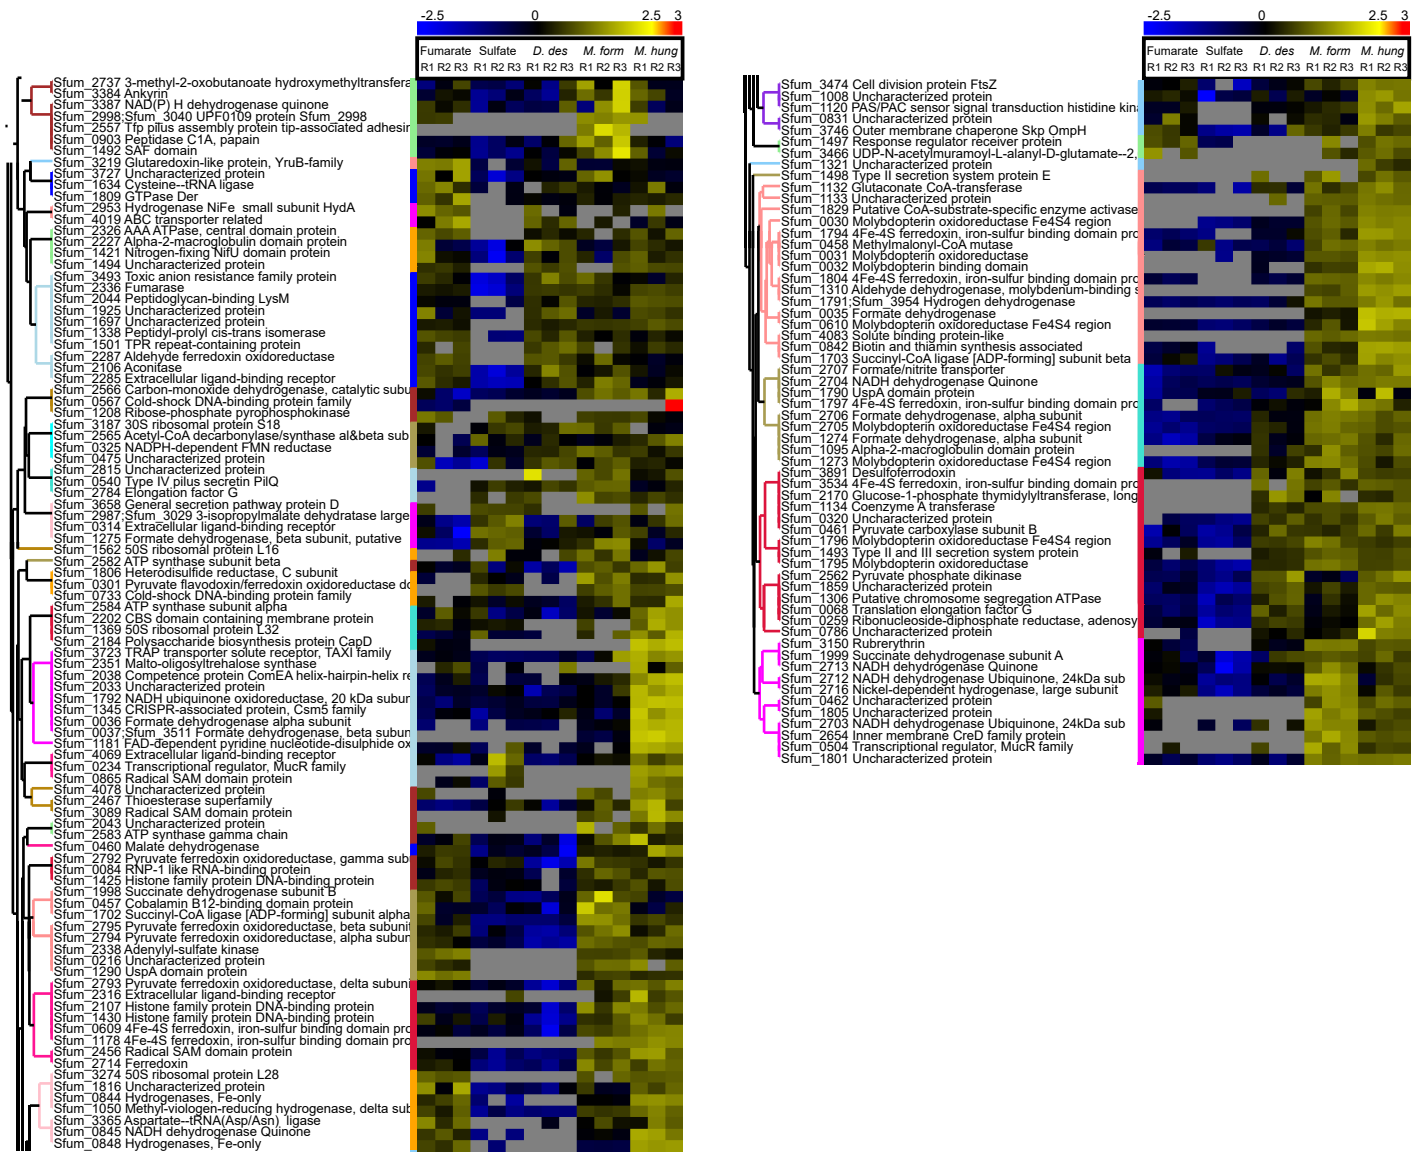 -2.5 0 2.5 3
Fumarate Sulfate D. des M. form M. hung
R1 R2 R3 R1 R2 R3 R1 R2 R3 R1 R2 R3 R1 R2 R3
Sfum_2737 3-methyl-2-oxobutanoate hydroxymethyltransfera
Sfum_3384 Ankyrin
Sfum_3387 NAD(P) H dehydrogenase quinone
Sfum_2998;Sfum_3040 UPF0109 protein Sfum_2998
Sfum_2557 Tfp pilus assembly protein tip-associated adhesin
Sfum_0903 Peptidase C1A, papain
Sfum_1492 SAF domain
Sfum_3219 Glutaredoxin-like protein, YruB-family
Sfum_3727 Uncharacterized protein
Sfum_1634 Cysteine--tRNA ligase
Sfum_1809 GTPase Der
Sfum_2953 Hydrogenase NiFe small subunit HydA
Sfum_4019 ABC transporter related
Sfum_2326 AAA ATPase, central domain protein
Sfum_2227 Alpha-2-macroglobulin domain protein
Sfum_1421 Nitrogen-fixing NifU domain protein
Sfum_1494 Uncharacterized protein
Sfum_3493 Toxic anion resistance family protein
Sfum_2336 Fumarase
Sfum_2044 Peptidoglycan-binding LysM
Sfum_1925 Uncharacterized protein
Sfum_1697 Uncharacterized protein
Sfum_1338 Peptidyl-prolyl cis-trans isomerase
Sfum_1501 TPR repeat-containing protein
Sfum_2287 Aldehyde ferredoxin oxidoreductase
Sfum_2106 Aconitase
Sfum_2285 Extracellular ligand-binding receptor
Sfum_2566 Carbon-monoxide dehydrogenase, catalytic subu
Sfum_0567 Cold-shock DNA-binding protein family
Sfum_1208 Ribose-phosphate pyrophosphokinase
Sfum_3187 30S ribosomal protein S18
Sfum_2565 Acetyl-CoA decarbonylase/synthase al&beta sub
Sfum_0325 NADPH-dependent FMN reductase
Sfum_0475 Uncharacterized protein
Sfum_2815 Uncharacterized protein
Sfum_0540 Type IV pilus secretin PilQ
Sfum_2784 Elongation factor G
Sfum_3658 General secretion pathway protein D
Sfum_2987;Sfum_3029 3-isopropylmalate dehydratase large
Sfum_0314 Extracellular ligand-binding receptor
Sfum_1275 Formate dehydrogenase, beta subunit, putative
Sfum_1562 50S ribosomal protein L16
Sfum_2582 ATP synthase subunit beta
Sfum_1806 Heterodisulfide reductase, C subunit
Sfum_0301 Pyruvate flavodoxin/ferredoxin oxidoreductase do
Sfum_0733 Cold-shock DNA-binding protein family
Sfum_2584 ATP synthase subunit alpha
Sfum_2202 CBS domain containing membrane protein
Sfum_1369 50S ribosomal protein L32
Sfum_2184 Polysaccharide biosynthesis protein CapD
Sfum_3723 TRAP transporter solute receptor, TAXI family
Sfum_2351 Malto-oligosyltrehalose synthase
Sfum_2038 Competence protein ComEA helix-hairpin-helix re
Sfum_2033 Uncharacterized protein
Sfum_1792 NADH ubiquinone oxidoreductase, 20 kDa subun
Sfum_1345 CRISPR-associated protein, Csm5 family
Sfum_0036 Formate dehydrogenase alpha subunit
Sfum_0037;Sfum_3511 Formate dehydrogenase, beta subun
Sfum_1181 FAD-dependent pyridine nucleotide-disulphide ox
Sfum_4069 Extracellular ligand-binding receptor
Sfum_0234 Transcriptional regulator, MucR family
Sfum_0865 Radical SAM domain protein
Sfum_4078 Uncharacterized protein
Sfum_2467 Thioesterase superfamily
Sfum_3089 Radical SAM domain protein
Sfum_2043 Uncharacterized protein
Sfum_2583 ATP synthase gamma chain
Sfum_0460 Malate dehydrogenase
Sfum_2792 Pyruvate ferredoxin oxidoreductase, gamma sub
Sfum_0084 RNP-1 like RNA-binding protein
Sfum_1425 Histone family protein DNA-binding protein
Sfum_1998 Succinate dehydrogenase subunit B
Sfum_0457 Cobalamin B12-binding domain protein
Sfum_1702 Succinyl-CoA ligase [ADP-forming] subunit alpha
Sfum_2795 Pyruvate ferredoxin oxidoreductase, beta subunit
Sfum_2794 Pyruvate ferredoxin oxidoreductase, alpha subun
Sfum_2338 Adenylyl-sulfate kinase
Sfum_0216 Uncharacterized protein
Sfum_1290 UspA domain protein
Sfum_2793 Pyruvate ferredoxin oxidoreductase, delta subuni
Sfum_2316 Extracellular ligand-binding receptor
Sfum_2107 Histone family protein DNA-binding protein
Sfum_1430 Histone family protein DNA-binding protein
Sfum_0609 4Fe-4S ferredoxin, iron-sulfur binding domain pro
Sfum_1178 4Fe-4S ferredoxin, iron-sulfur binding domain pro
Sfum_2456 Radical SAM domain protein
Sfum_2714 Ferredoxin
Sfum_3274 50S ribosomal protein L28
Sfum_1816 Uncharacterized protein
Sfum_0844 Hydrogenases, Fe-only
Sfum_1050 Methyl-viologen-reducing hydrogenase, delta sub
Sfum_3365 Aspartate--tRNA(Asp/Asn) ligase
Sfum_0845 NADH dehydrogenase Quinone
Sfum_0848 Hydrogenases, Fe-only
-2.5 0 2.5 3
Fumarate Sulfate D. des M. form M. hung
R1 R2 R3 R1 R2 R3 R1 R2 R3 R1 R2 R3 R1 R2 R3
Sfum_3474 Cell division protein FtsZ
Sfum_1008 Uncharacterized protein
Sfum_1120 PAS/PAC sensor signal transduction histidine kin
Sfum_0831 Uncharacterized protein
Sfum_3746 Outer membrane chaperone Skp OmpH
Sfum_1497 Response regulator receiver protein
Sfum_3466 UDP-N-acetylmuramoyl-L-alanyl-D-glutamate--2,
Sfum_1321 Uncharacterized protein
Sfum_1498 Type II secretion system protein E
Sfum_1132 Glutaconate CoA-transferase
Sfum_1133 Uncharacterized protein
Sfum_1829 Putative CoA-substrate-specific enzyme activase
Sfum_0030 Molybdopterin oxidoreductase Fe4S4 region
Sfum_1794 4Fe-4S ferredoxin, iron-sulfur binding domain pro
Sfum_0458 Methylmalonyl-CoA mutase
Sfum_0031 Molybdopterin oxidoreductase
Sfum_0032 Molybdopterin binding domain
Sfum_1804 4Fe-4S ferredoxin, iron-sulfur binding domain pro
Sfum_1310 Aldehyde dehydrogenase, molybdenum-binding s
Sfum_1791;Sfum_3954 Hydrogen dehydrogenase
Sfum_0035 Formate dehydrogenase
Sfum_0610 Molybdopterin oxidoreductase Fe4S4 region
Sfum_4083 Solute binding protein-like
Sfum_0842 Biotin and thiamin synthesis associated
Sfum_1703 Succinyl-CoA ligase [ADP-forming] subunit beta
Sfum_2707 Formate/nitrite transporter
Sfum_2704 NADH dehydrogenase Quinone
Sfum_1790 UspA domain protein
Sfum_1797 4Fe-4S ferredoxin, iron-sulfur binding domain pro
Sfum_2706 Formate dehydrogenase, alpha subunit
Sfum_2705 Molybdopterin oxidoreductase Fe4S4 region
Sfum_1274 Formate dehydrogenase, alpha subunit
Sfum_1095 Alpha-2-macroglobulin domain protein
Sfum_1273 Molybdopterin oxidoreductase Fe4S4 region
Sfum_3891 Desulfoferrodoxin
Sfum_3534 4Fe-4S ferredoxin, iron-sulfur binding domain pro
Sfum_2170 Glucose-1-phosphate thymidylyltransferase, long
Sfum_1134 Coenzyme A transferase
Sfum_0320 Uncharacterized protein
Sfum_0461 Pyruvate carboxylase subunit B
Sfum_1796 Molybdopterin oxidoreductase Fe4S4 region
Sfum_1493 Type II and III secretion system protein
Sfum_1795 Molybdopterin oxidoreductase
Sfum_2562 Pyruvate phosphate dikinase
Sfum_1859 Uncharacterized protein
Sfum_1306 Putative chromosome segregation ATPase
Sfum_0068 Translation elongation factor G
Sfum_0259 Ribonucleoside-diphosphate reductase, adenosy
Sfum_0786 Uncharacterized protein
Sfum_3150 Rubrerythrin
Sfum_1999 Succinate dehydrogenase subunit A
Sfum_2713 NADH dehydrogenase Quinone
Sfum_2712 NADH dehydrogenase Ubiquinone, 24kDa sub
Sfum_2716 Nickel-dependent hydrogenase, large subunit
Sfum_0462 Uncharacterized protein
Sfum_1805 Uncharacterized protein
Sfum_2703 NADH dehydrogenase Ubiquinone, 24kDa sub
Sfum_2654 Inner membrane CreD family protein
Sfum_0504 Transcriptional regulator, MucR family
Sfum_1801 Uncharacterized protein